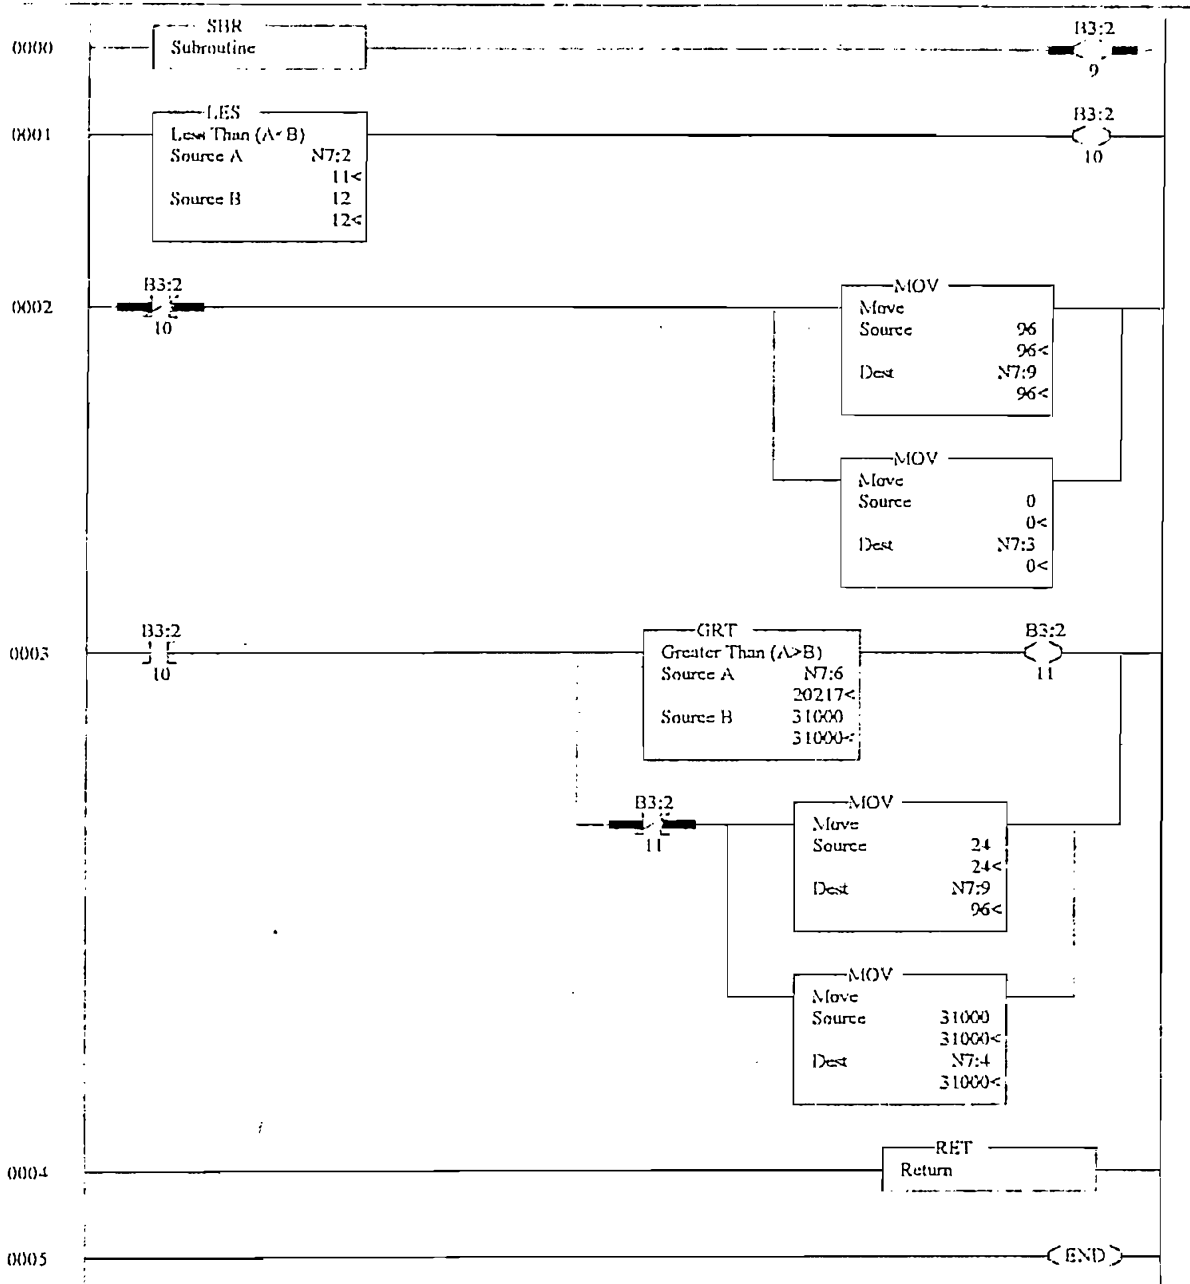 SBR
0000 Subroutine B3:2
9
LES
0001 Less Than (A<B) B3:2
Source A N7:2 10
11<
Source B 12
12<
B3:2 MOV
0002 Move
10 Source 96
96<
Dest N7:9
96<
MOV
Move
Source 0
0<
Dest N7:3
0<
B3:2 GRT B3:2
0003 Greater Than (A>B)
10 Source A N7:6 11
20217<
Source B 31000
31000<
B3:2 MOV
Move
11 Source 24
24<
Dest N7:9
96<
MOV
Move
Source 31000
31000<
Dest N7:4
31000<
RET
0004 Return
0005 END